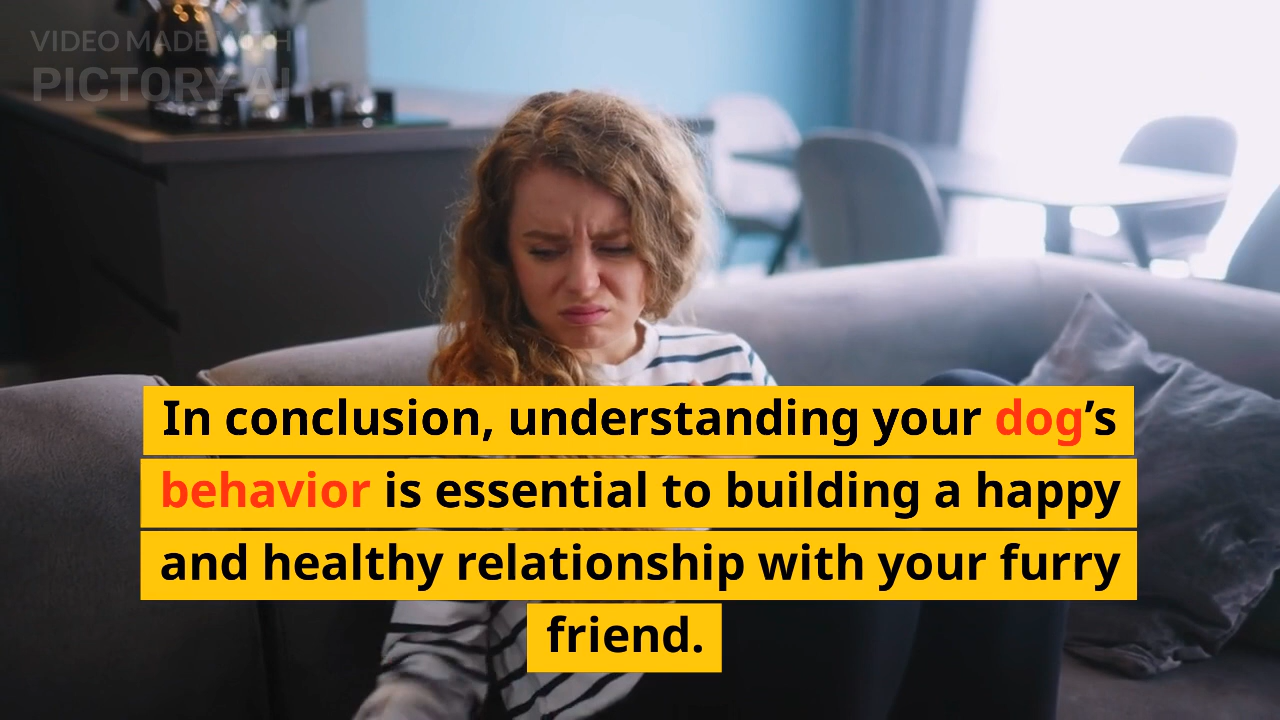 VIDEO MADE WITH
PICTORY.AI
In conclusion, understanding your dog’s
behavior is essential to building a happy
and healthy relationship with your furry
friend.